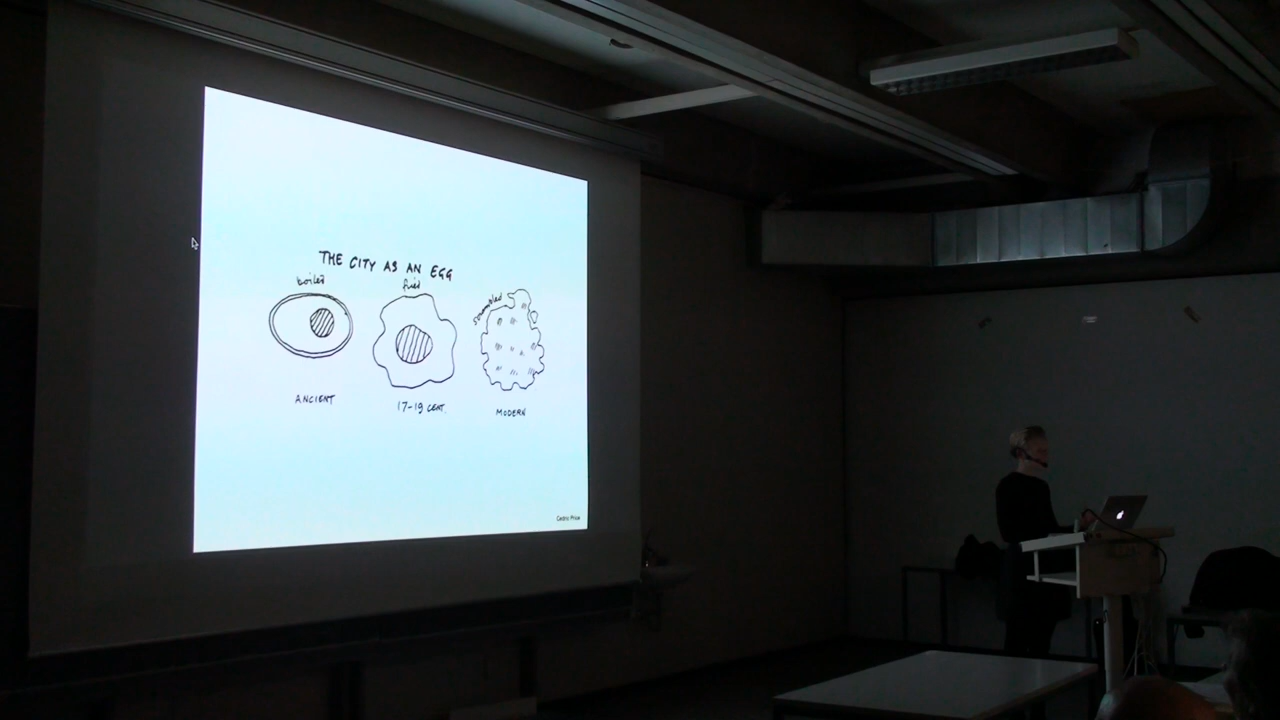 THE CITY AS AN EGG
boiled
fried
scrambled
ANCIENT
17-19 CENT.
MODERN
Cedric Price